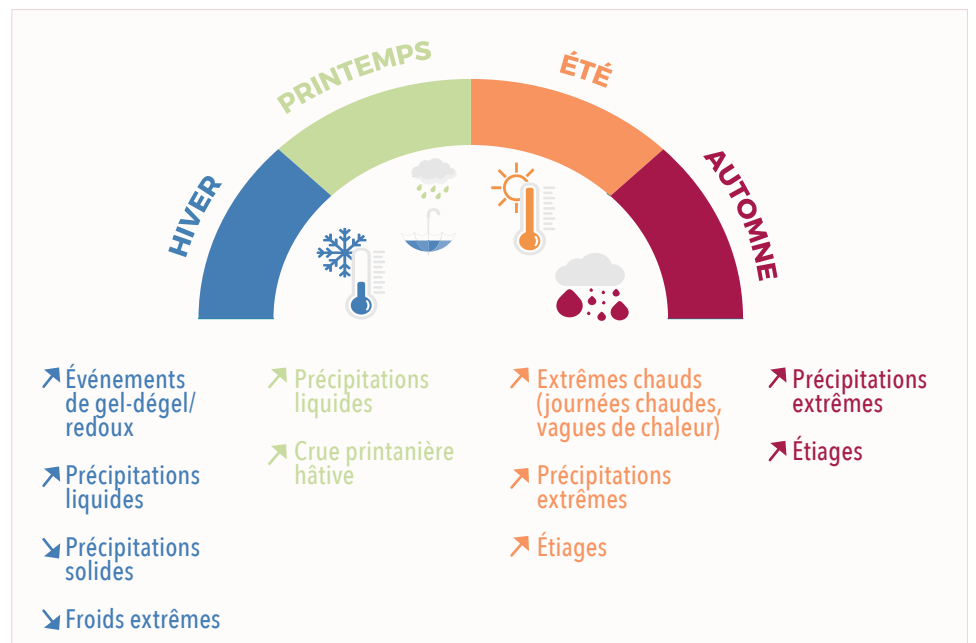 HIVER
PRINTEMPS
ÉTÉ
AUTOMNE
Événements
de gel-dégel/
redoux
Précipitations
liquides
Précipitations
solides
Froids extrêmes
Précipitations
liquides
Crue printanière
hâtive
Extrêmes chauds
(journées chaudes,
vagues de chaleur)
Précipitations
extrêmes
Étiages
Précipitations
extrêmes
Étiages